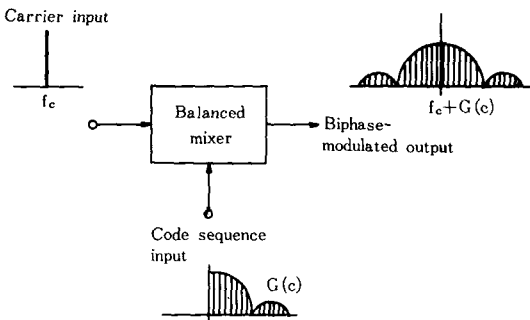 Carrier input
f_c
Balanced
mixer
f_c+G(c)
Biphase-
modulated output
Code sequence
input
G(c)